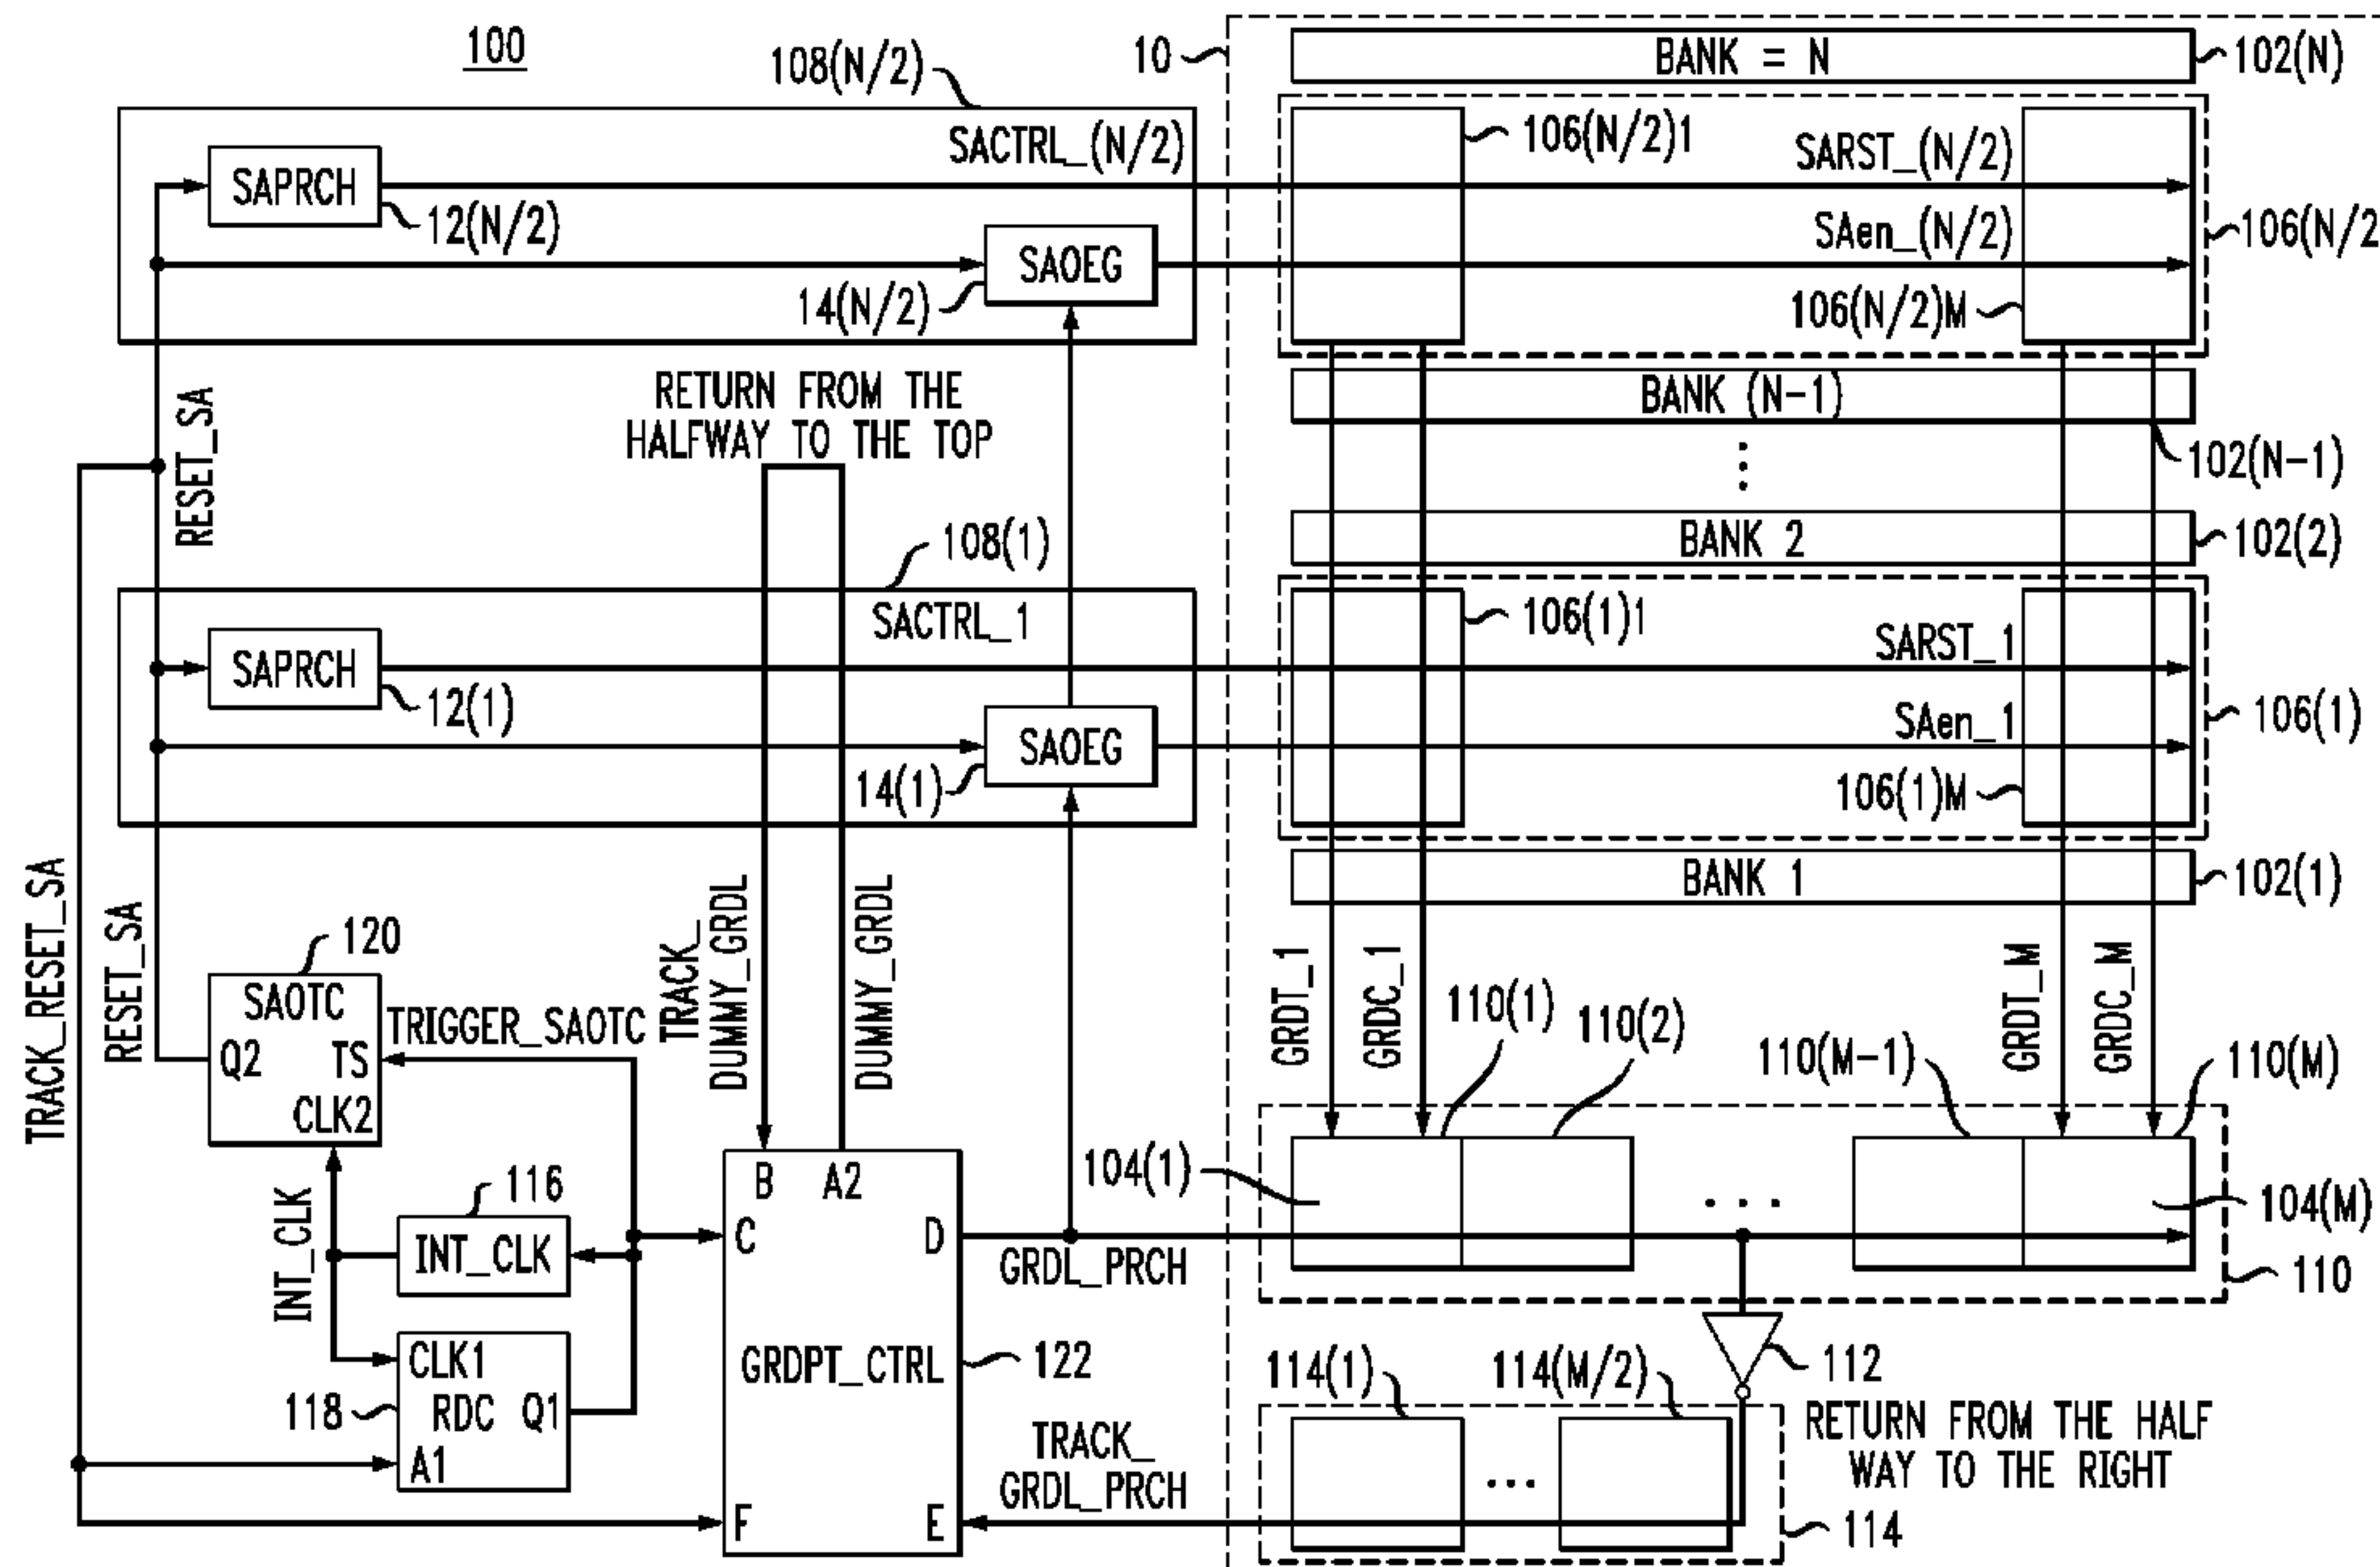 100
108(N/2)
10
BANK = N
102(N)
SACTRL_(N/2)
106(N/2)1
SARST_(N/2)
SAPRCH
12(N/2)
SAen_(N/2)
106(N/2
SAOEG
14(N/2)
106(N/2)M
RETURN FROM THE
HALFWAY TO THE TOP
BANK (N-1)
102(N-1)
RESET_SA
108(1)
BANK 2
102(2)
SACTRL_1
106(1)1
SARST_1
SAPRCH
12(1)
SAen_1
106(1)
SAOEG
14(1)
106(1)M
BANK 1
102(1)
TRACK_RESET_SA
RESET_SA
120
SAOTC
Q2
TS
CLK2
TRIGGER_SAOTC
TRACK_
DUMMY_GRDL
DUMMY_GRDL
GRDT_1
GRDC_1
110(1)
110(2)
110(M-1)
GRDT_M
GRDC_M
110(M)
INT_CLK
116
INT_CLK
B
A2
C
D
104(1)
...
104(M)
GRDL_PRCH
110
CLK1
118
RDC
Q1
A1
GRDPT_CTRL
122
114(1)
114(M/2)
112
RETURN FROM THE HALF
WAY TO THE RIGHT
TRACK_
GRDL_PRCH
...
F
E
114